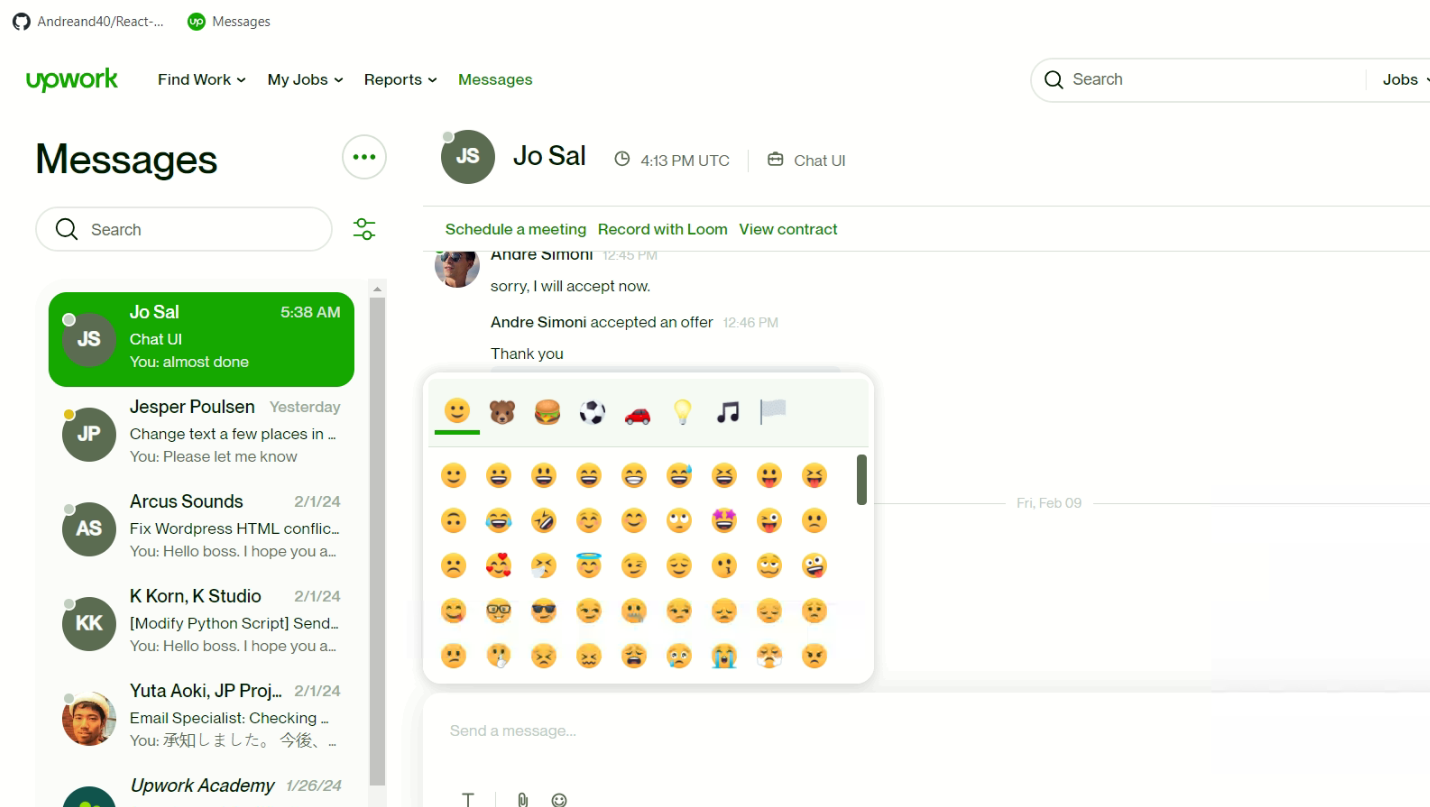 Andreand40/React-...
up
Messages
upwork
Find Work
My Jobs
Reports
Messages
Search
Jobs
Messages
Search
JS
Jo Sal
4:13 PM UTC
Chat UI
Schedule a meeting
Record with Loom
View contract
JS
Jo Sal
5:38 AM
Chat UI
You: almost done
JP
Jesper Poulsen
Yesterday
Change text a few places in ...
You: Please let me know
AS
Arcus Sounds
2/1/24
Fix Wordpress HTML conflic...
You: Hello boss. I hope you a...
KK
K Korn, K Studio
2/1/24
[Modify Python Script] Send...
You: Hello boss. I hope you a...
Yuta Aoki, JP Proj...
2/1/24
Email Specialist: Checking ...
You: 承知しました。 今後、...
Upwork Academy
1/26/24
Andre Simoni
12:45 PM
sorry, I will accept now.
Andre Simoni accepted an offer
12:46 PM
Thank you
Fri, Feb 09
Send a message...
T